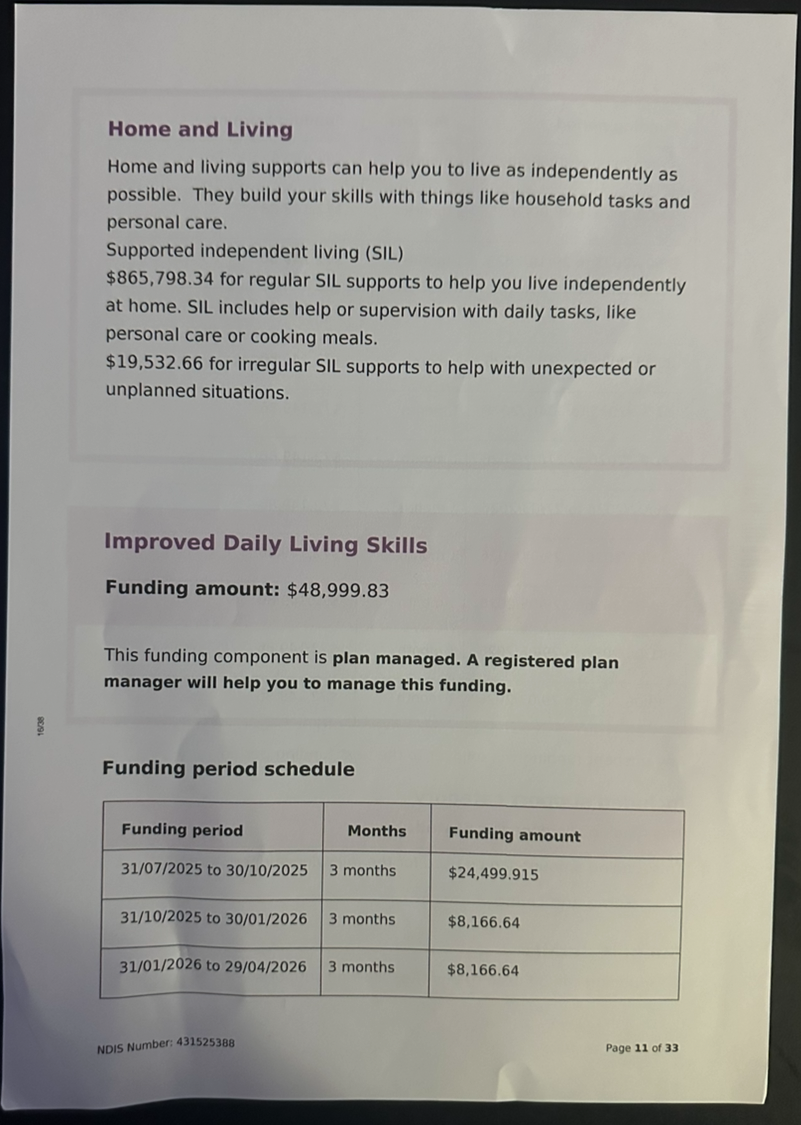 Home and Living
Home and living supports can help you to live as independently as
possible.  They build your skills with things like household tasks and
personal care.
Supported independent living (SIL)
$865,798.34 for regular SIL supports to help you live independently
at home. SIL includes help or supervision with daily tasks, like
personal care or cooking meals.
$19,532.66 for irregular SIL supports to help with unexpected or
unplanned situations.
Improved Daily Living Skills
Funding amount: $48,999.83
This funding component is plan managed. A registered plan
manager will help you to manage this funding.
Funding period schedule
Funding period Months Funding amount
31/07/2025 to 30/10/2025 3 months $24,499.915
31/10/2025 to 30/01/2026 3 months $8,166.64
31/01/2026 to 29/04/2026 3 months $8,166.64
NDIS Number: 431525388 Page 11 of 33